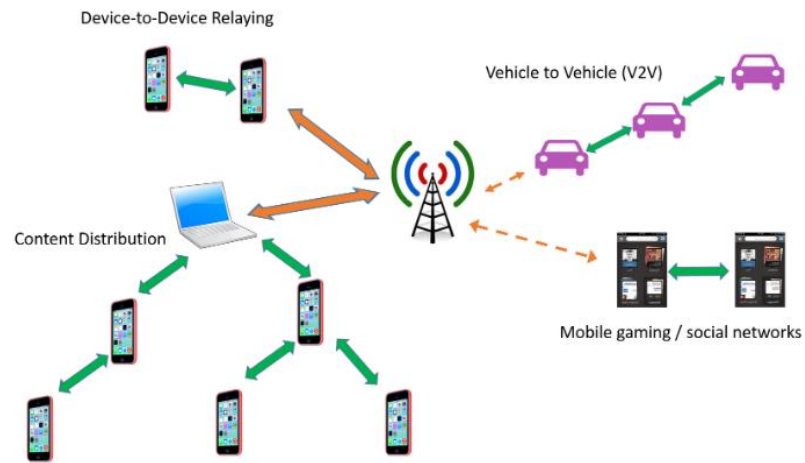 Device-to-Device Relaying
Vehicle to Vehicle (V2V)
Content Distribution
Mobile gaming / social networks